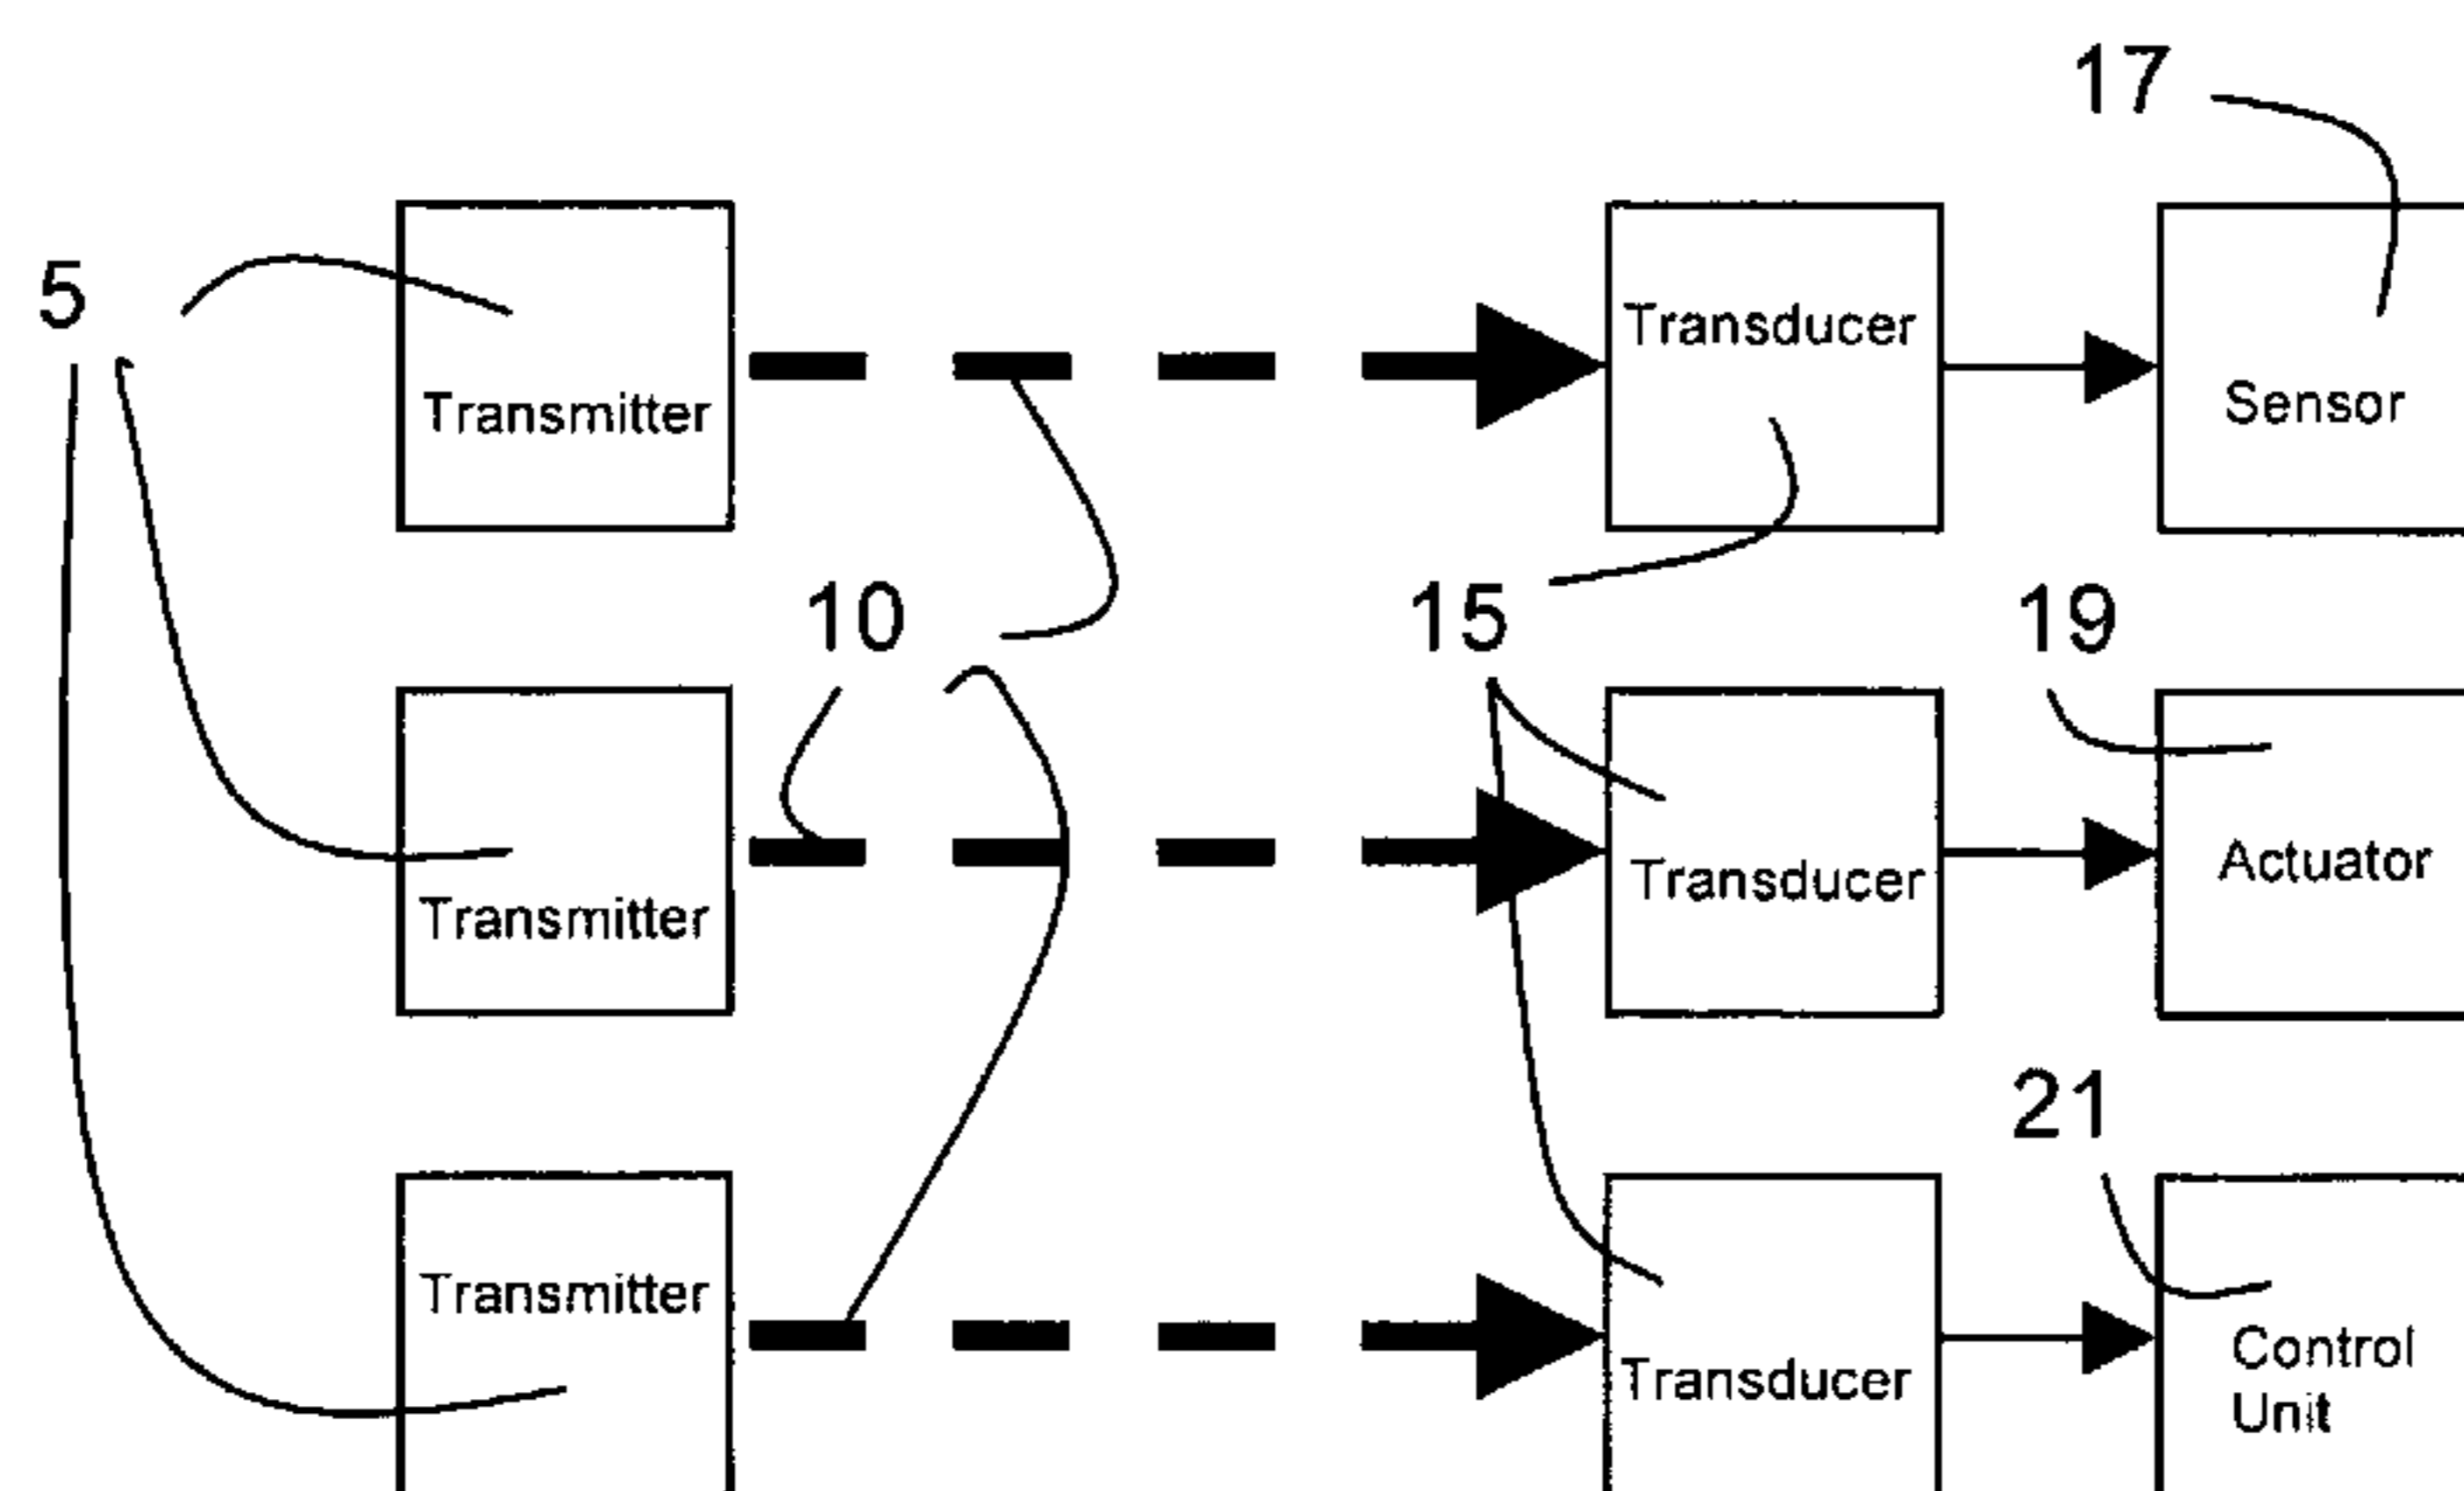 17
5
Transmitter
Transducer
Sensor
10
15
19
Transmitter
Transducer
Actuator
21
Transmitter
Transducer
Control
Unit